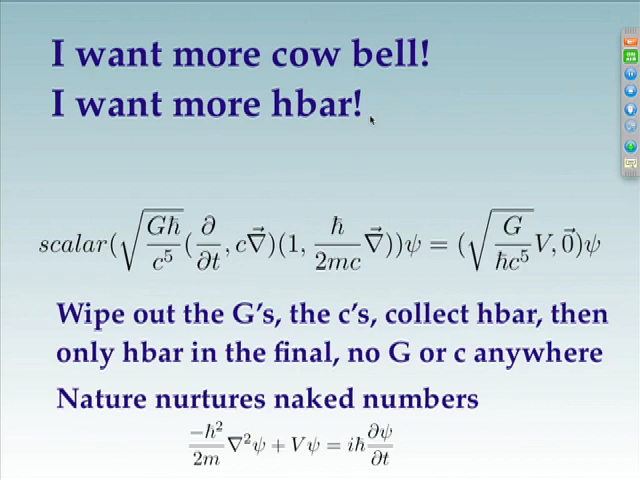 I want more cow bell!
I want more hbar!
scalar(√(Għ/c⁵)(∂/∂t, c∇⃗)(1, ħ/2mc ∇⃗))ψ = (√(G/ħc⁵)V, 0⃗)ψ
Wipe out the G's, the c's, collect hbar, then
only hbar in the final, no G or c anywhere
Nature nurtures naked numbers
−ħ²/2m ∇²ψ + Vψ = iħ ∂ψ/∂t